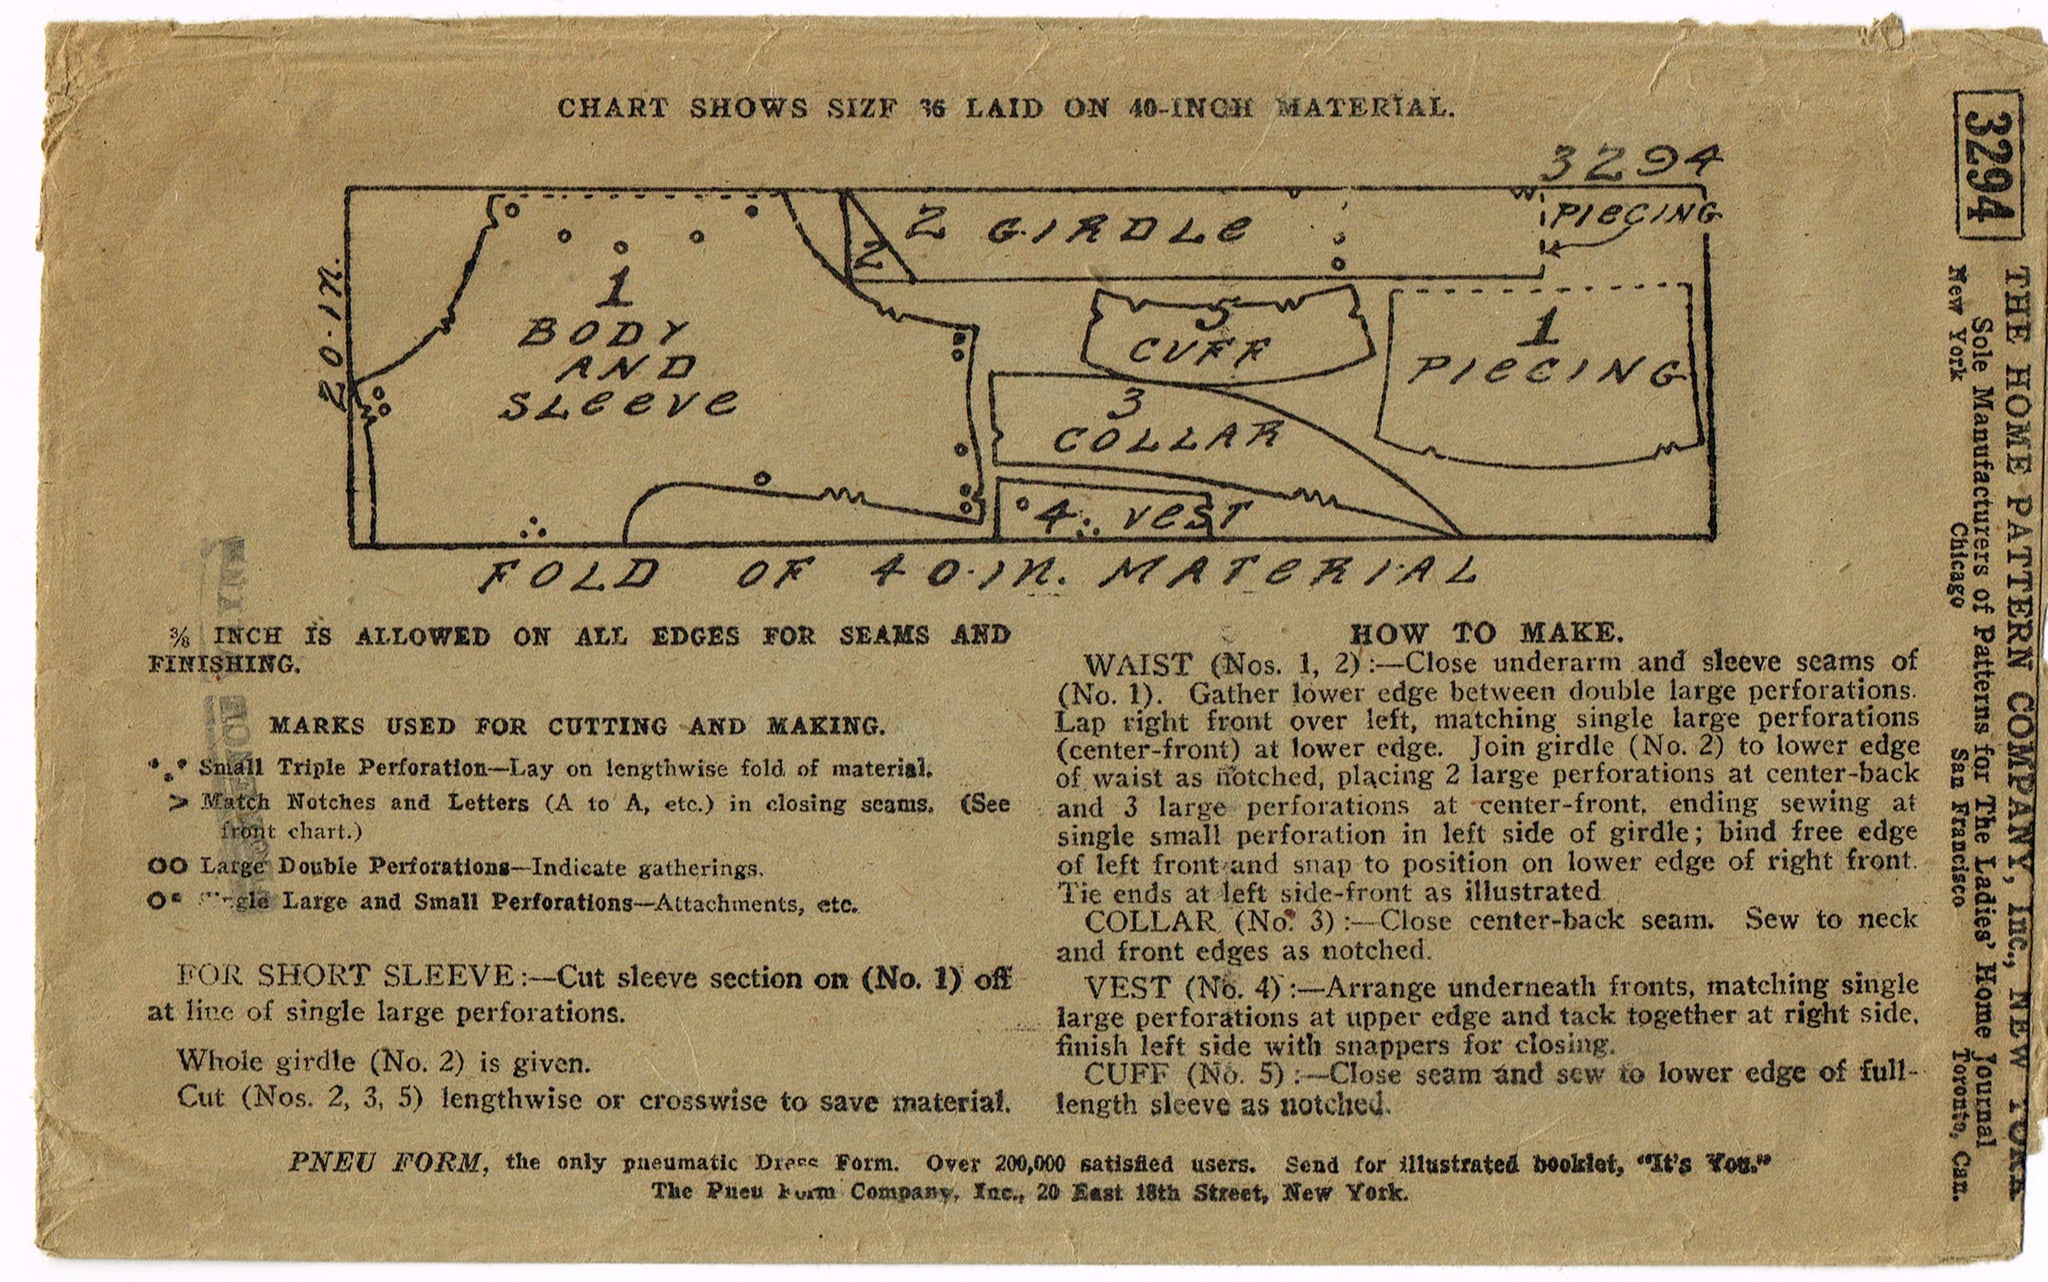 CHART SHOWS SIZE 36 LAID ON 40-INCH MATERIAL.
3294
2 GIRDLE
PIECING
2
20.IN.
1
BODY
AND
SLEEVE
5
CUFF
1
PIECING
3
COLLAR
4 VEST
FOLD OF 40.IN. MATERIAL
3/8 INCH IS ALLOWED ON ALL EDGES FOR SEAMS AND
FINISHING.
MARKS USED FOR CUTTING AND MAKING.
Small Triple Perforation—Lay on lengthwise fold of material.
> Match Notches and Letters (A to A, etc.) in closing seams. (See
front chart.)
OO Large Double Perforations—Indicate gatherings.
O• Single Large and Small Perforations—Attachments, etc.
FOR SHORT SLEEVE:—Cut sleeve section on (No. 1) off
at line of single large perforations.
Whole girdle (No. 2) is given.
Cut (Nos. 2, 3, 5) lengthwise or crosswise to save material.
HOW TO MAKE.
WAIST (Nos. 1, 2):—Close underarm and sleeve seams of
(No. 1). Gather lower edge between double large perforations.
Lap right front over left, matching single large perforations
(center-front) at lower edge. Join girdle (No. 2) to lower edge
of waist as notched, placing 2 large perforations at center-back
and 3 large perforations at center-front, ending sewing at
single small perforation in left side of girdle; bind free edge
of left front and snap to position on lower edge of right front.
Tie ends at left side-front as illustrated
COLLAR (No. 3):—Close center-back seam. Sew to neck
and front edges as notched.
VEST (No. 4):—Arrange underneath fronts, matching single
large perforations at upper edge and tack together at right side,
finish left side with snappers for closing.
CUFF (No. 5):—Close seam and sew to lower edge of full-
length sleeve as notched.
PNEU FORM, the only pneumatic Dress Form. Over 200,000 satisfied users. Send for illustrated booklet, "It's You."
The Pneu Form Company, Inc., 20 East 18th Street, New York.
3294
THE HOME PATTERN COMPANY, Inc., NEW YORK
Sole Manufacturers of Patterns for The Ladies' Home Journal
New York Chicago San Francisco Toronto, Can.